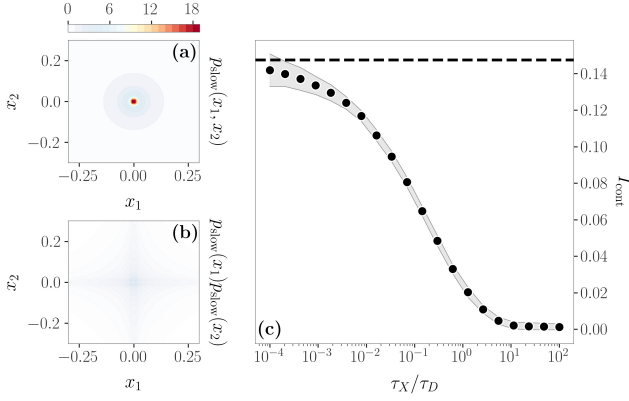 0 6 12 18
(a)
0.2
0.0
−0.2
x₂
−0.25 0.00 0.25
x₁
pslow(x₁, x₂)
(b)
0.2
0.0
−0.2
x₂
−0.25 0.00 0.25
x₁
pslow(x₁)pslow(x₂)
(c)
0.14
0.12
0.10
0.08
0.06
0.04
0.02
0.00
Icont
10⁻⁴ 10⁻³ 10⁻² 10⁻¹ 10⁰ 10¹ 10²
τX/τD